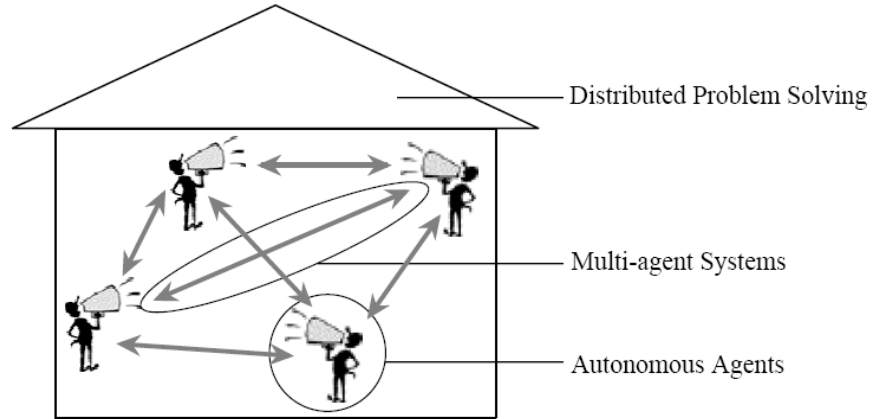 Distributed Problem Solving
Multi-agent Systems
Autonomous Agents